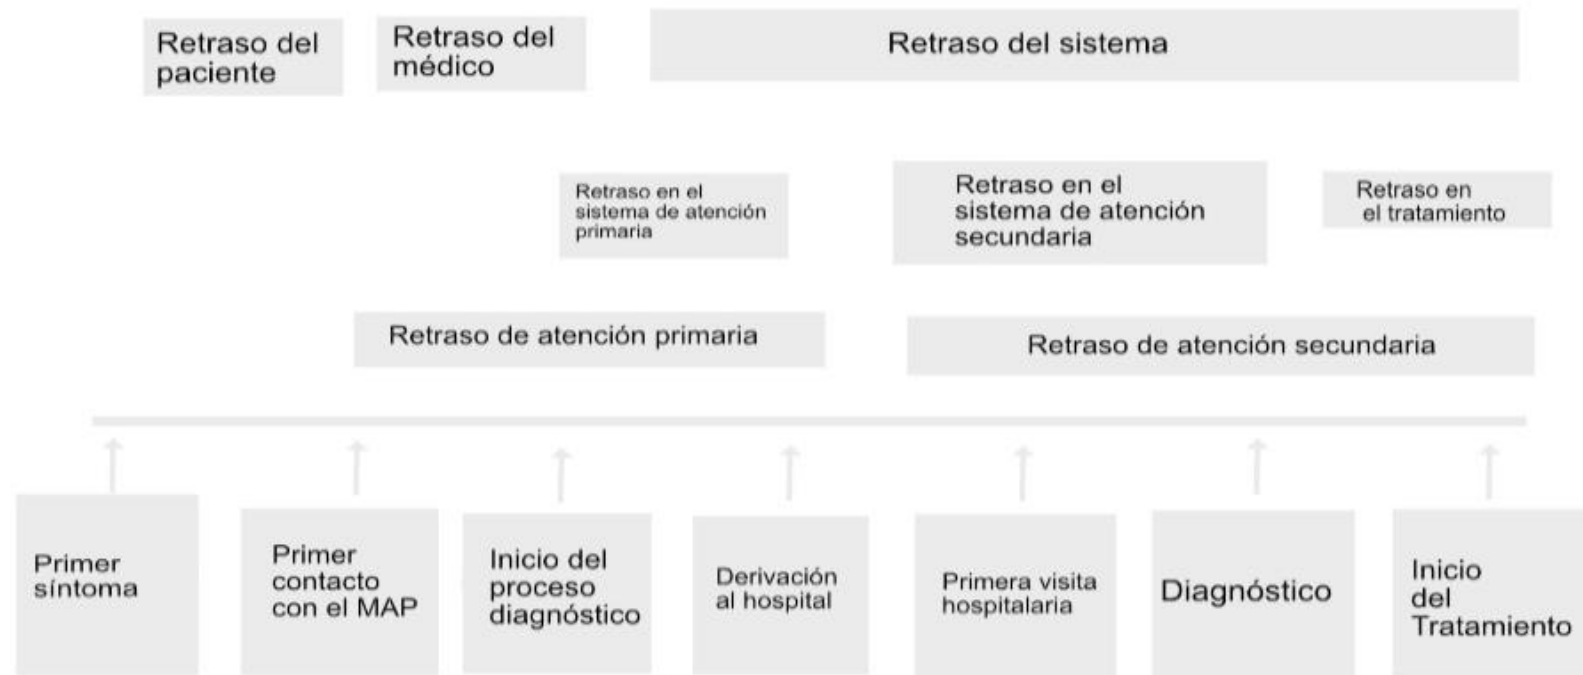 Retraso del
paciente
Retraso del
médico
Retraso del sistema
Retraso en el
sistema de atención
primaria
Retraso en el
sistema de atención
secundaria
Retraso en
el tratamiento
Retraso de atención primaria
Retraso de atención secundaria
Primer
síntoma
Primer
contacto
con el MAP
Inicio del
proceso
diagnóstico
Derivación
al hospital
Primera visita
hospitalaria
Diagnóstico
Inicio
del
Tratamiento